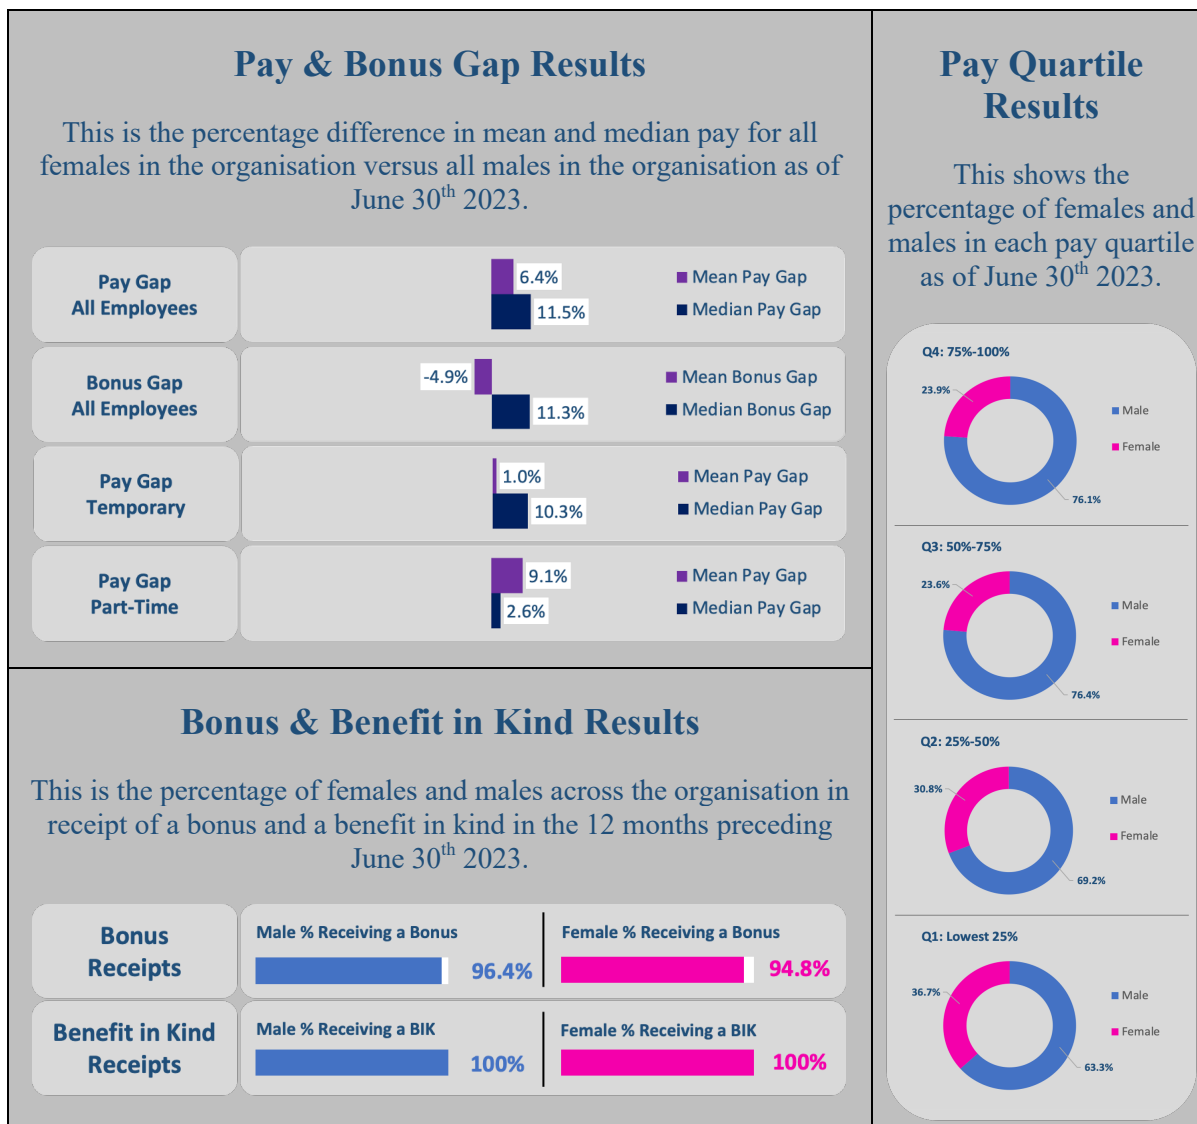 Pay & Bonus Gap Results
This is the percentage difference in mean and median pay for all
females in the organisation versus all males in the organisation as of
June 30th 2023.
Pay Gap
All Employees
6.4%
11.5%
Mean Pay Gap
Median Pay Gap
Bonus Gap
All Employees
-4.9%
11.3%
Mean Bonus Gap
Median Bonus Gap
Pay Gap
Temporary
1.0%
10.3%
Mean Pay Gap
Median Pay Gap
Pay Gap
Part-Time
9.1%
2.6%
Mean Pay Gap
Median Pay Gap
Bonus & Benefit in Kind Results
This is the percentage of females and males across the organisation in
receipt of a bonus and a benefit in kind in the 12 months preceding
June 30th 2023.
Bonus
Receipts
Male % Receiving a Bonus
96.4%
Female % Receiving a Bonus
94.8%
Benefit in Kind
Receipts
Male % Receiving a BIK
100%
Female % Receiving a BIK
100%
Pay Quartile
Results
This shows the
percentage of females and
males in each pay quartile
as of June 30th 2023.
Q4: 75%-100%
23.9%
Male
Female
76.1%
Q3: 50%-75%
23.6%
Male
Female
76.4%
Q2: 25%-50%
30.8%
Male
Female
69.2%
Q1: Lowest 25%
36.7%
Male
Female
63.3%